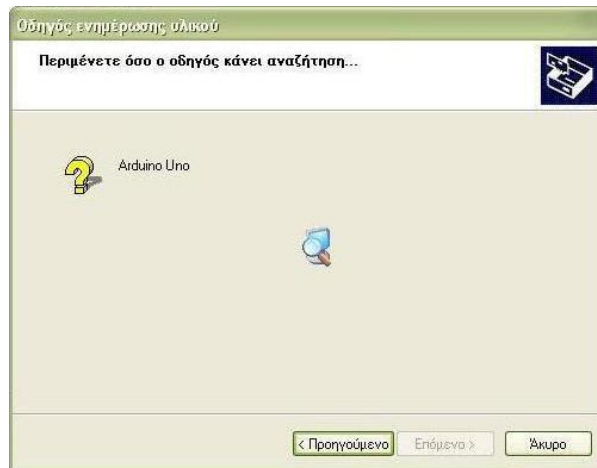 Οδηγός ενημέρωσης υλικού
Περιμένετε όσο ο οδηγός κάνει αναζήτηση...
Arduino Uno
< Προηγούμενο Επόμενο > Άκυρο